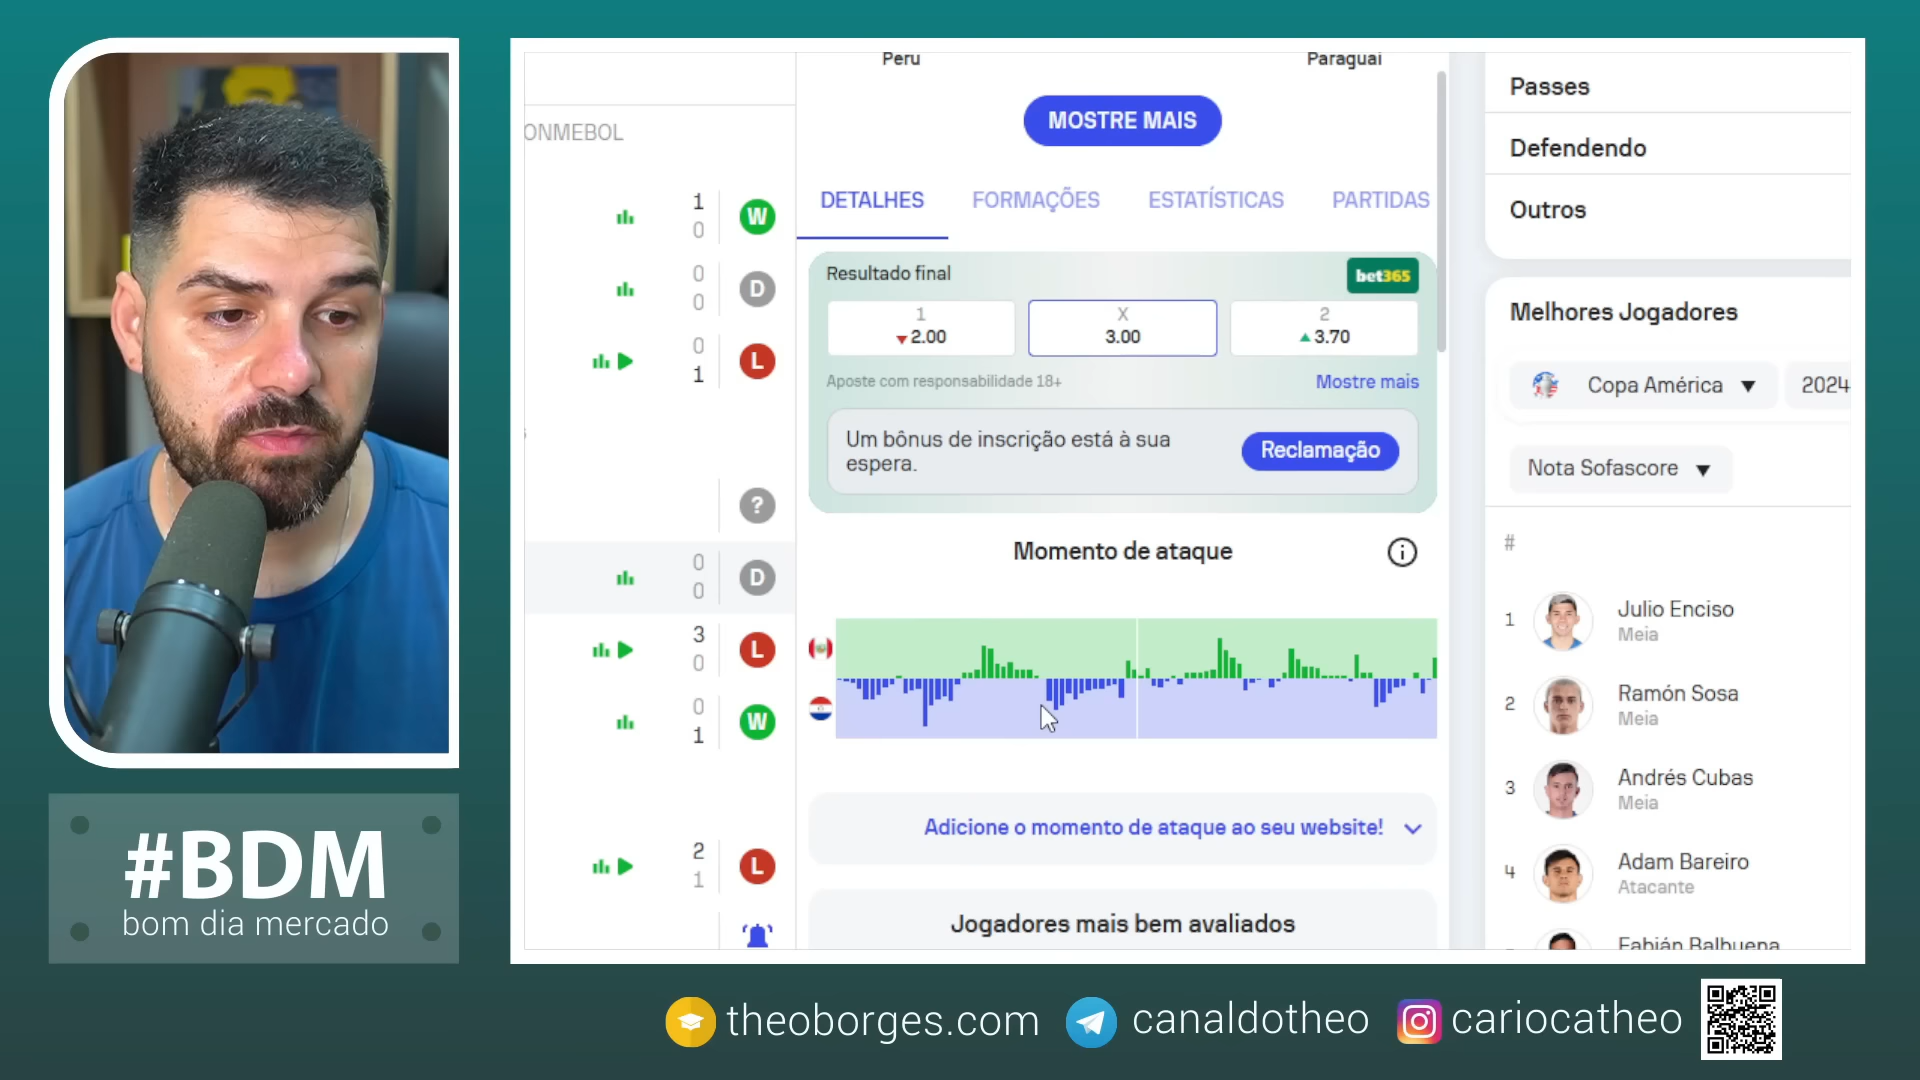 #BDM
bom dia mercado
ONMEBOL
1
0
W
0
0
D
0
1
L
?
0
0
D
3
0
L
0
1
W
2
1
L
Peru
Paraguai
MOSTRE MAIS
DETALHES
FORMAÇÕES
ESTATÍSTICAS
PARTIDAS
Resultado final
bet365
1
2.00
X
3.00
2
3.70
Aposte com responsabilidade 18+
Mostre mais
Um bônus de inscrição está à sua
espera.
Reclamação
Momento de ataque
Adicione o momento de ataque ao seu website!
Jogadores mais bem avaliados
Passes
Defendendo
Outros
Melhores Jogadores
Copa América
2024
Nota Sofascore
#
1
Julio Enciso
Meia
2
Ramón Sosa
Meia
3
Andrés Cubas
Meia
4
Adam Bareiro
Atacante
Fabián Balbuena
theoborges.com
canaldotheo
cariocatheo